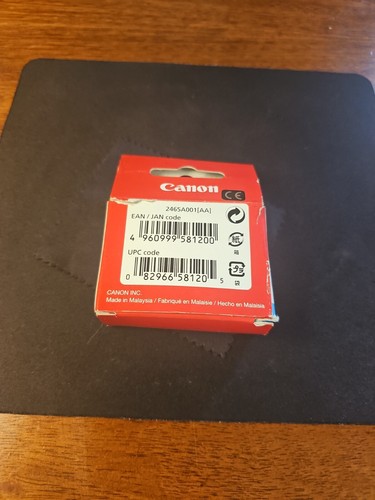 Canon
CE
2465A001[AA]
EAN / JAN code
4 960999 581200
UPC code
0 82966 58120 5
CANON INC.
Made in Malaysia / Fabriqué en Malaisie / Hecho en Malasia